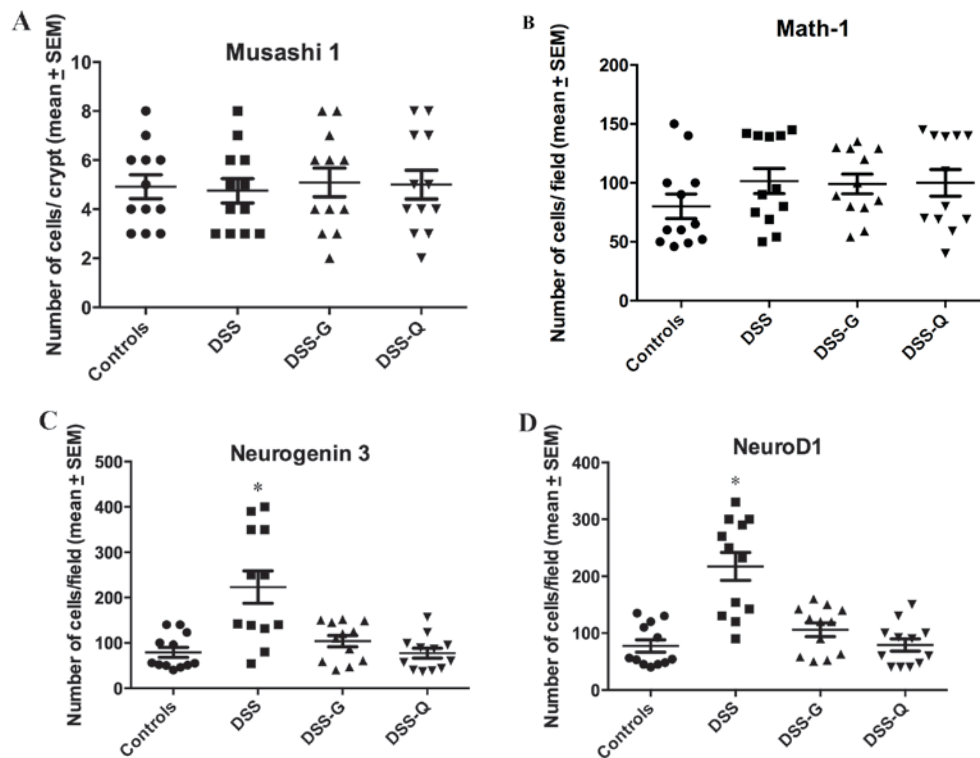 A
Musashi 1
Number of cells/ crypt (mean ± SEM)
10
8
6
4
2
0
Controls
DSS
DSS-G
DSS-Q
B
Math-1
Number of cells/ field (mean ± SEM)
200
150
100
50
0
Controls
DSS
DSS-G
DSS-Q
C
Neurogenin 3
Number of cells/field (mean ± SEM)
500
400
300
200
100
0
*
Controls
DSS
DSS-G
DSS-Q
D
NeuroD1
Number of cells/field (mean ± SEM)
400
300
200
100
0
*
Controls
DSS
DSS-G
DSS-Q